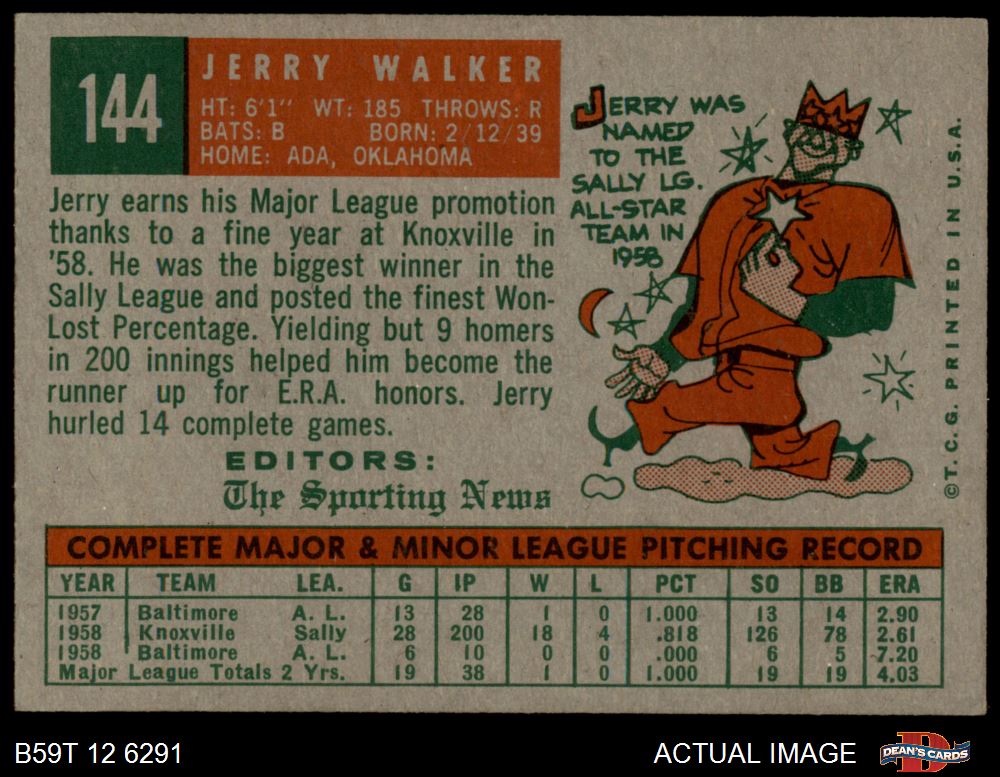 144
JERRY WALKER
HT: 6'1" WT: 185 THROWS: R
BATS: B BORN: 2/12/39
HOME: ADA, OKLAHOMA
Jerry earns his Major League promotion
thanks to a fine year at Knoxville in
'58. He was the biggest winner in the
Sally League and posted the finest Won-
Lost Percentage. Yielding but 9 homers
in 200 innings helped him become the
runner up for E.R.A. honors. Jerry
hurled 14 complete games.
EDITORS:
The Sporting News
JERRY WAS
NAMED
TO THE
SALLY LG.
ALL-STAR
TEAM IN
1958
©T.C.G. PRINTED IN U.S.A.
COMPLETE MAJOR & MINOR LEAGUE PITCHING RECORD
YEAR TEAM LEA. G IP W L PCT SO BB ERA
1957 Baltimore A. L. 13 28 1 0 1.000 13 14 2.90
1958 Knoxville Sally 28 200 18 4 .818 126 78 2.61
1958 Baltimore A. L. 6 10 0 0 .000 6 5 7.20
Major League Totals 2 Yrs. 19 38 1 0 1.000 19 19 4.03
B59T 12 6291
ACTUAL IMAGE
DEAN'S CARDS